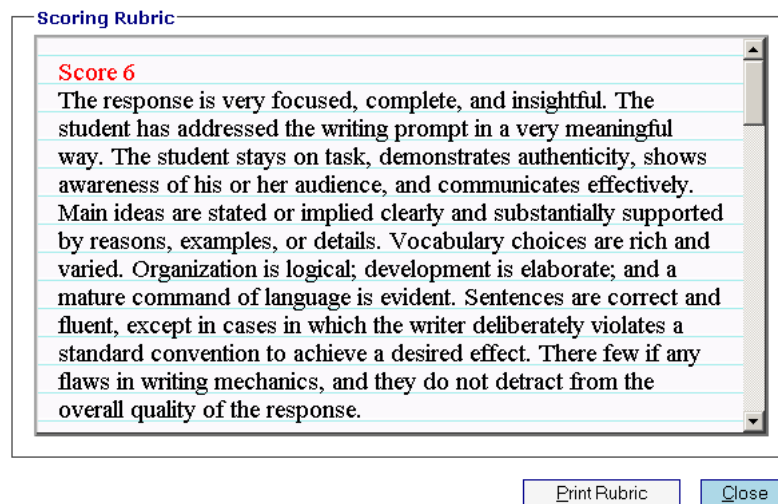 Scoring Rubric
Score 6
The response is very focused, complete, and insightful. The
student has addressed the writing prompt in a very meaningful
way. The student stays on task, demonstrates authenticity, shows
awareness of his or her audience, and communicates effectively.
Main ideas are stated or implied clearly and substantially supported
by reasons, examples, or details. Vocabulary choices are rich and
varied. Organization is logical; development is elaborate; and a
mature command of language is evident. Sentences are correct and
fluent, except in cases in which the writer deliberately violates a
standard convention to achieve a desired effect. There few if any
flaws in writing mechanics, and they do not detract from the
overall quality of the response.
Print Rubric Close